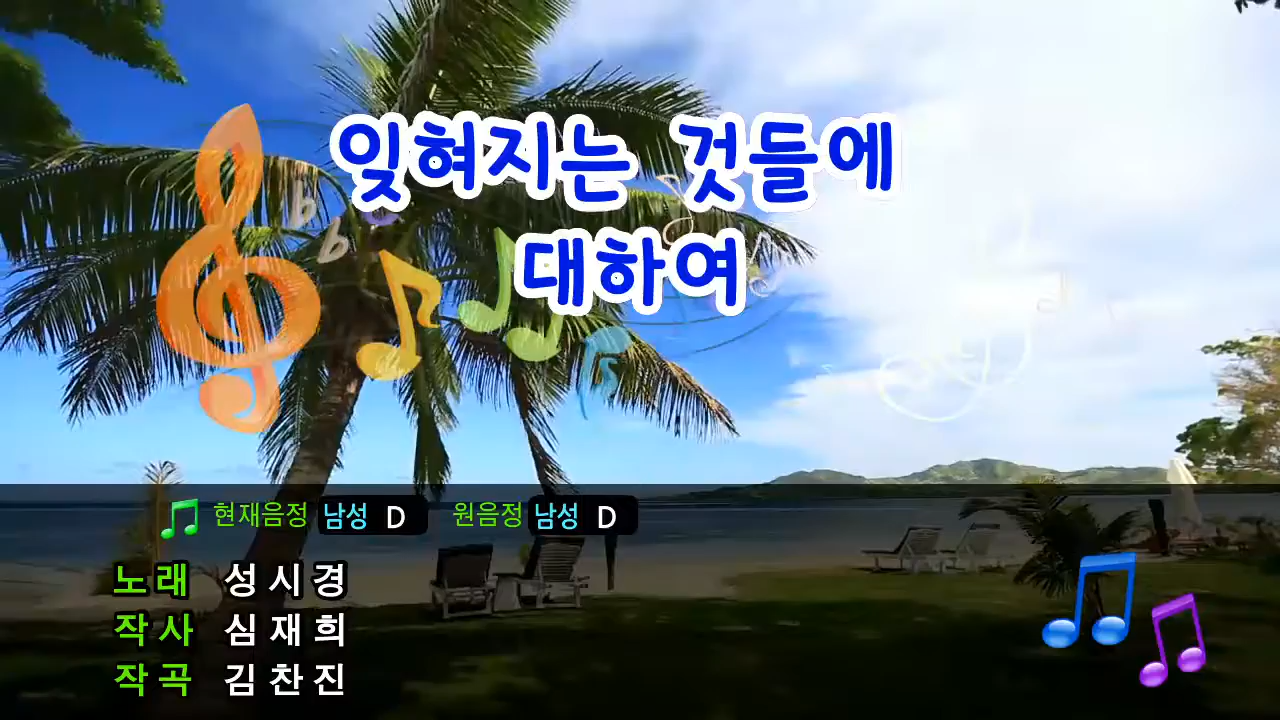 잊혀지는 것들에
대하여
현재음정 남성 D 원음정 남성 D
노래 성시경
작사 심재희
작곡 김찬진